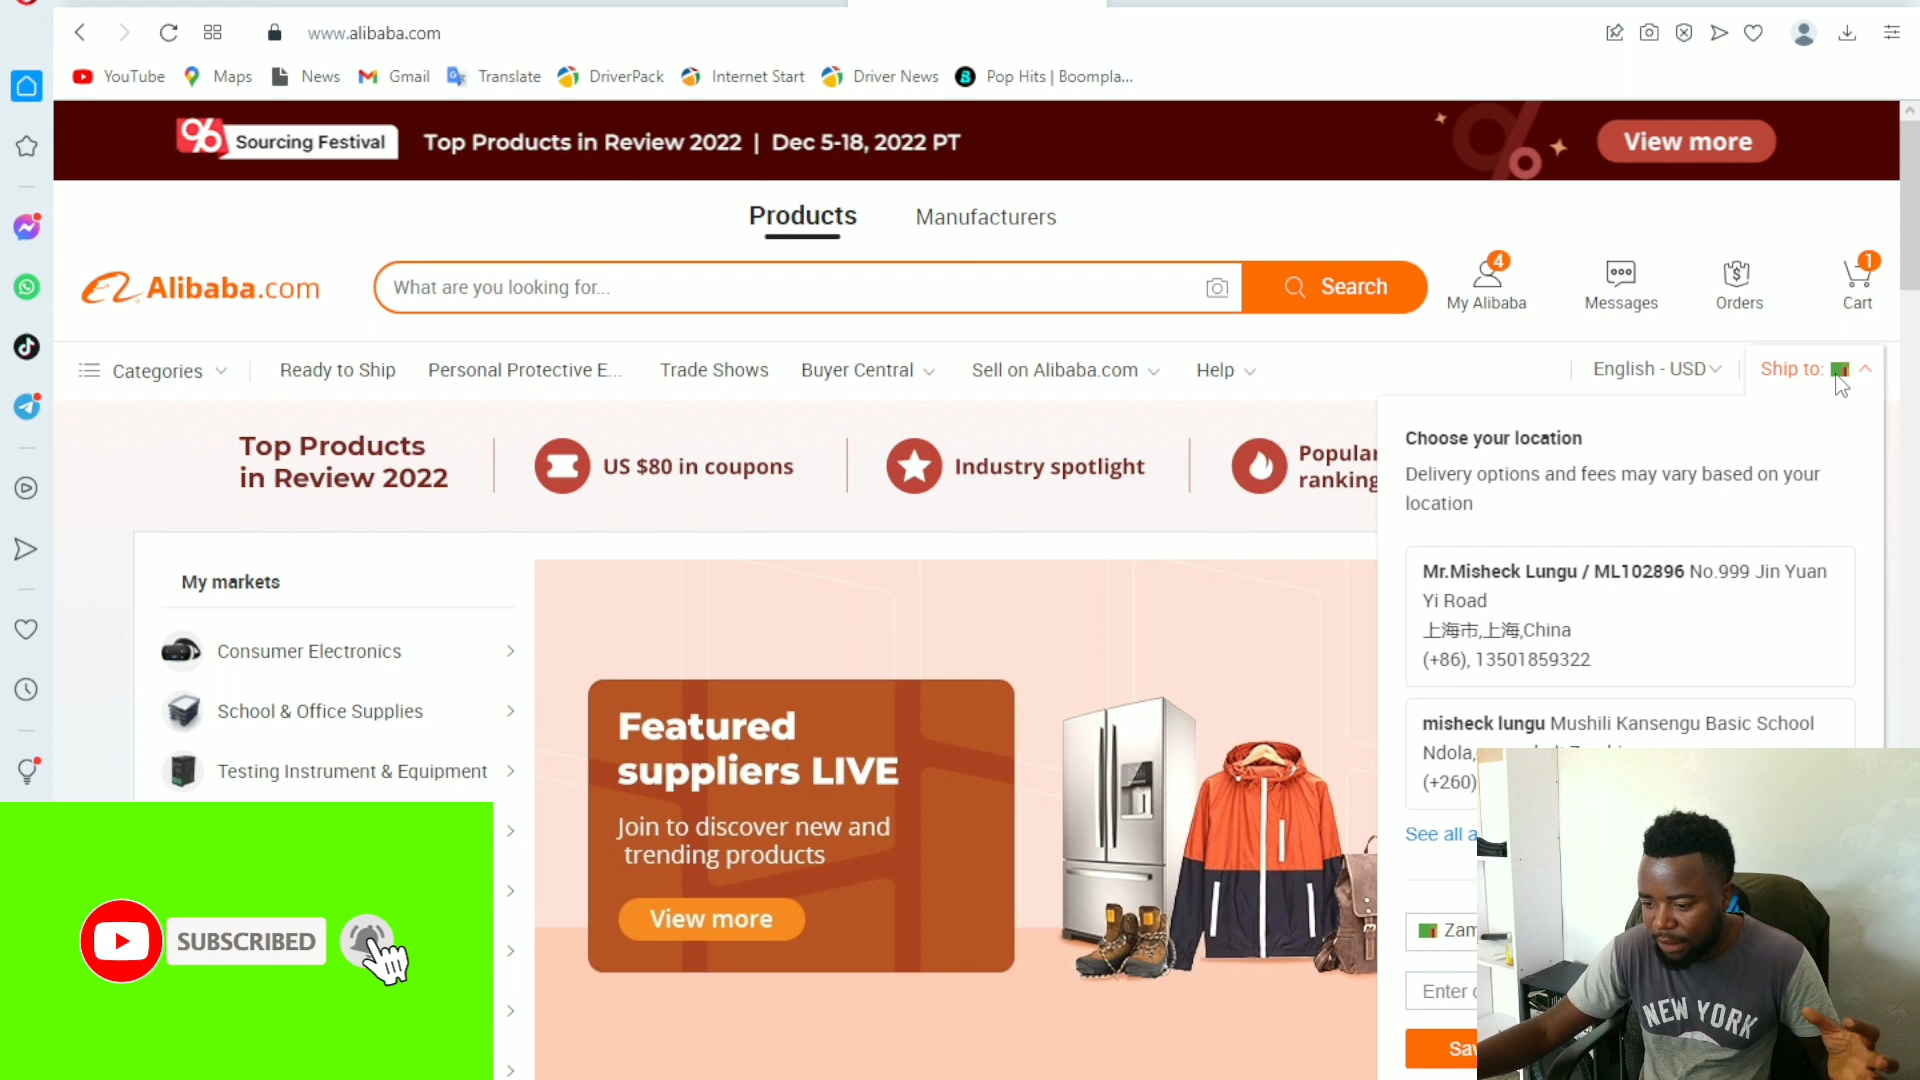 www.alibaba.com
YouTube Maps News Gmail Translate DriverPack Internet Start Driver News Pop Hits | Boompla...
Sourcing Festival Top Products in Review 2022 | Dec 5-18, 2022 PT View more
Products Manufacturers
Alibaba.com What are you looking for... Search 4 My Alibaba Messages Orders 1 Cart
Categories Ready to Ship Personal Protective E... Trade Shows Buyer Central Sell on Alibaba.com Help English - USD Ship to:
Top Products
in Review 2022
US $80 in coupons
Industry spotlight
Popular
ranking
Choose your location
Delivery options and fees may vary based on your
location
Mr.Misheck Lungu / ML102896 No.999 Jin Yuan
Yi Road
上海市,上海,China
(+86), 13501859322
misheck lungu Mushili Kansengu Basic School
Ndola,
(+260)
See all a
Zam
Enter
Sav
My markets
Consumer Electronics
School & Office Supplies
Testing Instrument & Equipment
Featured
suppliers LIVE
Join to discover new and
trending products
View more
SUBSCRIBED
NEW YORK